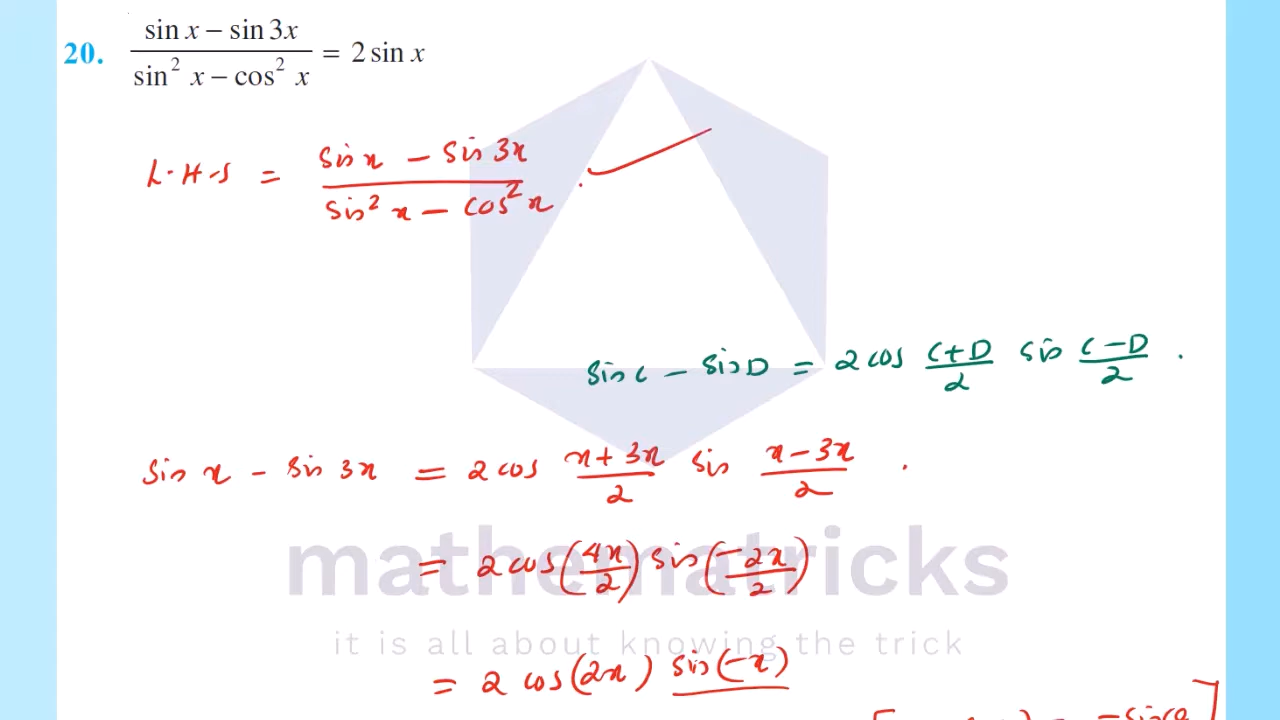 20. (sin x − sin 3x)/(sin² x − cos² x) = 2 sin x
L.H.S = (sin x − sin 3x)/(sin² x − cos² x) .
sin C − sin D = 2 cos (C+D)/2 sin (C−D)/2 .
sin x − sin 3x = 2 cos (x+3x)/2 sin (x−3x)/2 .
= 2 cos(4x/2) sin(−2x/2)
mathematricks
it is all about knowing the trick
= 2 cos(2x) sin(−x)